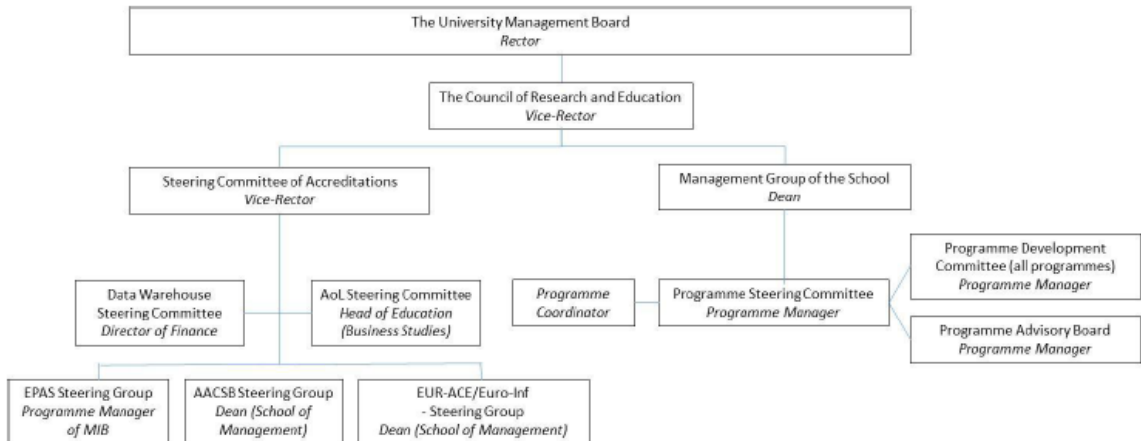 The University Management Board
Rector
The Council of Research and Education
Vice-Rector
Steering Committee of Accreditations
Vice-Rector
Management Group of the School
Dean
Data Warehouse
Steering Committee
Director of Finance
AoL Steering Committee
Head of Education
(Business Studies)
Programme
Coordinator
Programme Steering Committee
Programme Manager
Programme Development
Committee (all programmes)
Programme Manager
Programme Advisory Board
Programme Manager
EPAS Steering Group
Programme Manager
of MIB
AACSB Steering Group
Dean (School of
Management)
EUR-ACE/Euro-Inf
- Steering Group
Dean (School of Management)